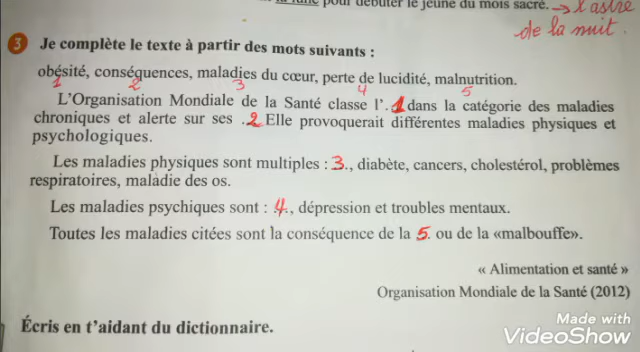 la lune pour débuter le jeûne du mois sacré. → l'astre
de la nuit.
3 Je complète le texte à partir des mots suivants :
obésité, conséquences, maladies du cœur, perte de lucidité, malnutrition.
1 2 3 4 5
L'Organisation Mondiale de la Santé classe l'.1 dans la catégorie des maladies
chroniques et alerte sur ses .2 Elle provoquerait différentes maladies physiques et
psychologiques.
Les maladies physiques sont multiples : 3., diabète, cancers, cholestérol, problèmes
respiratoires, maladie des os.
Les maladies psychiques sont : .4., dépression et troubles mentaux.
Toutes les maladies citées sont la conséquence de la 5. ou de la «malbouffe».
« Alimentation et santé »
Organisation Mondiale de la Santé (2012)
Écris en t'aidant du dictionnaire.
Made with
VideoShow